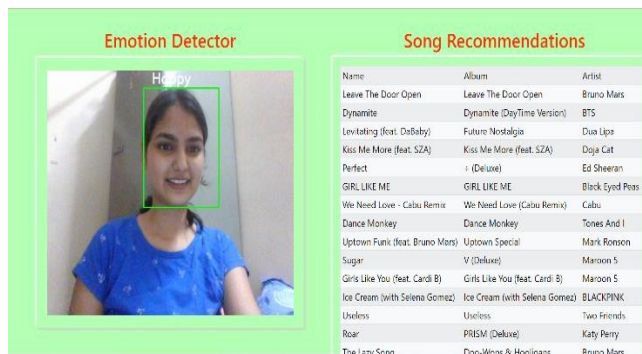 Emotion Detector
Song Recommendations
Happy
Name Album Artist
Leave The Door Open Leave The Door Open Bruno Mars
Dynamite Dynamite (DayTime Version) BTS
Levitating (feat. DaBaby) Future Nostalgia Dua Lipa
Kiss Me More (feat. SZA) Kiss Me More (feat. SZA) Doja Cat
Perfect ÷ (Deluxe) Ed Sheeran
GIRL LIKE ME GIRL LIKE ME Black Eyed Peas
We Need Love - Cabu Remix We Need Love (Cabu Remix) Cabu
Dance Monkey Dance Monkey Tones And I
Uptown Funk (feat. Bruno Mars) Uptown Special Mark Ronson
Sugar V (Deluxe) Maroon 5
Girls Like You (feat. Cardi B) Girls Like You (feat. Cardi B) Maroon 5
Ice Cream (with Selena Gomez) Ice Cream (with Selena Gomez) BLACKPINK
Useless Useless Two Friends
Roar PRISM (Deluxe) Katy Perry
The Lazy Song Doo-Wops & Hooligans Bruno Mars